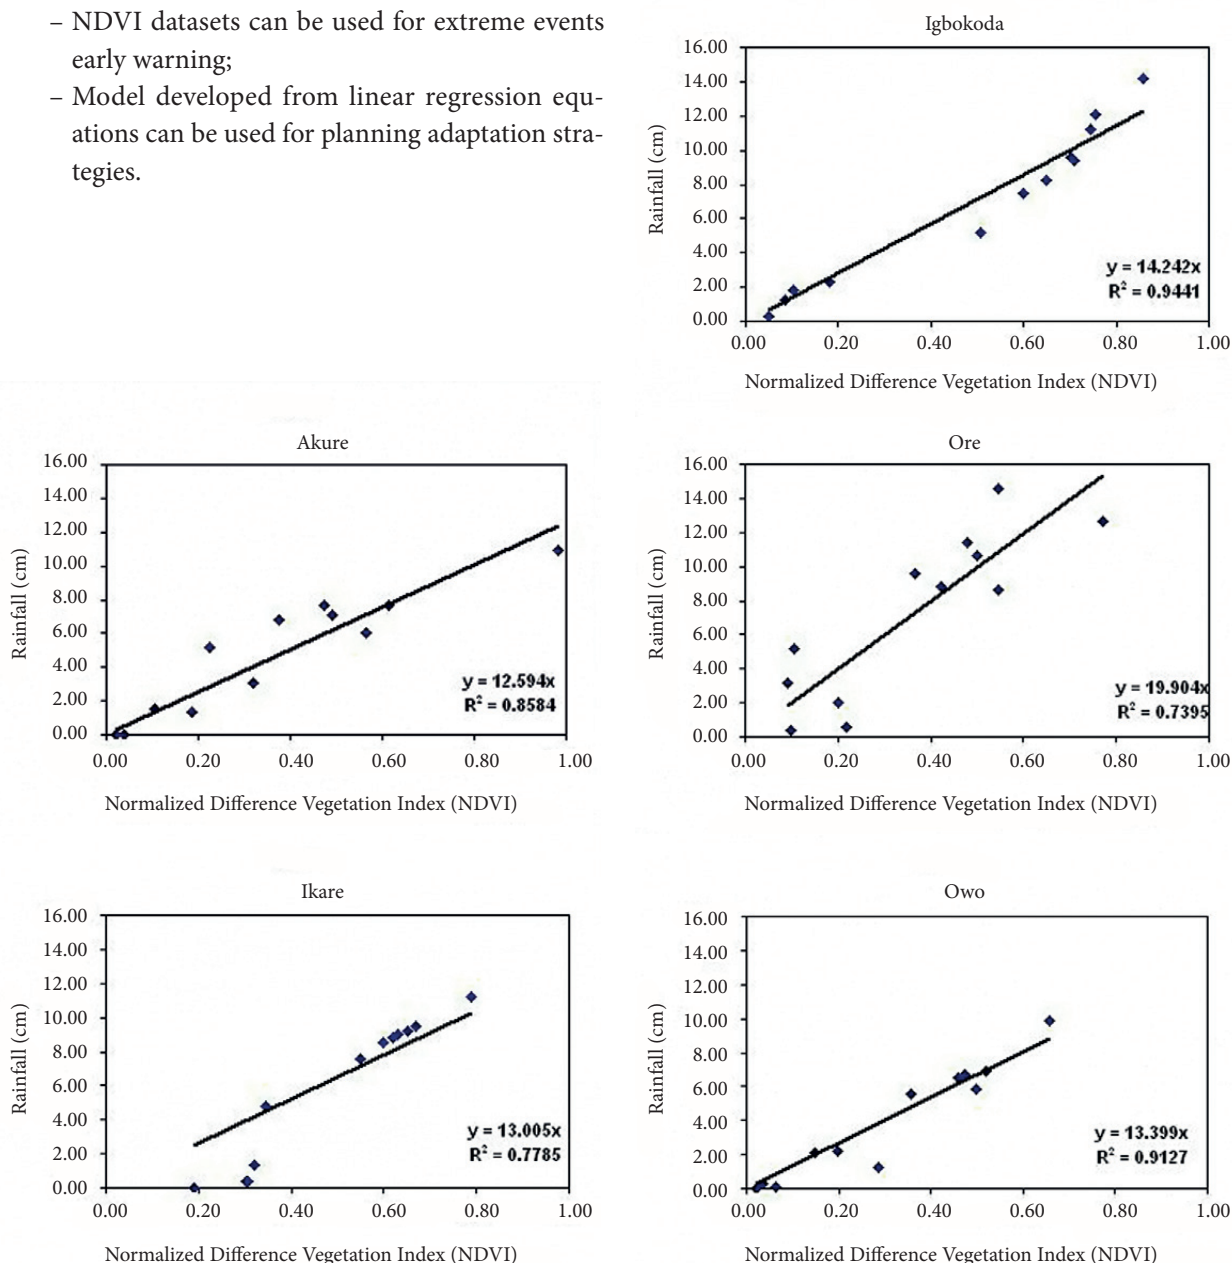 – NDVI datasets can be used for extreme events
early warning;
– Model developed from linear regression equ-
ations can be used for planning adaptation stra-
tegies.
Igbokoda
16.00
14.00
12.00
10.00
8.00
6.00
4.00
2.00
0.00
Rainfall (cm)
y = 14.242x
R² = 0.9441
0.00 0.20 0.40 0.60 0.80 1.00
Normalized Difference Vegetation Index (NDVI)
Akure
16.00
14.00
12.00
10.00
8.00
6.00
4.00
2.00
0.00
Rainfall (cm)
y = 12.594x
R² = 0.8584
0.00 0.20 0.40 0.60 0.80 1.00
Normalized Difference Vegetation Index (NDVI)
Ore
16.00
14.00
12.00
10.00
8.00
6.00
4.00
2.00
0.00
Rainfall (cm)
y = 19.904x
R² = 0.7395
0.00 0.20 0.40 0.60 0.80 1.00
Normalized Difference Vegetation Index (NDVI)
Ikare
16.00
14.00
12.00
10.00
8.00
6.00
4.00
2.00
0.00
Rainfall (cm)
y = 13.005x
R² = 0.7785
0.00 0.20 0.40 0.60 0.80 1.00
Normalized Difference Vegetation Index (NDVI)
Owo
16.00
14.00
12.00
10.00
8.00
6.00
4.00
2.00
0.00
Rainfall (cm)
y = 13.399x
R² = 0.9127
0.00 0.20 0.40 0.60 0.80 1.00
Normalized Difference Vegetation Index (NDVI)